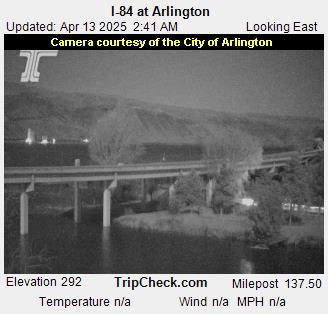 I-84 at Arlington
Updated: Apr 13 2025 2:41 AM Looking East
Camera courtesy of the City of Arlington
Elevation 292 TripCheck.com Milepost 137.50
Temperature n/a Wind n/a MPH n/a